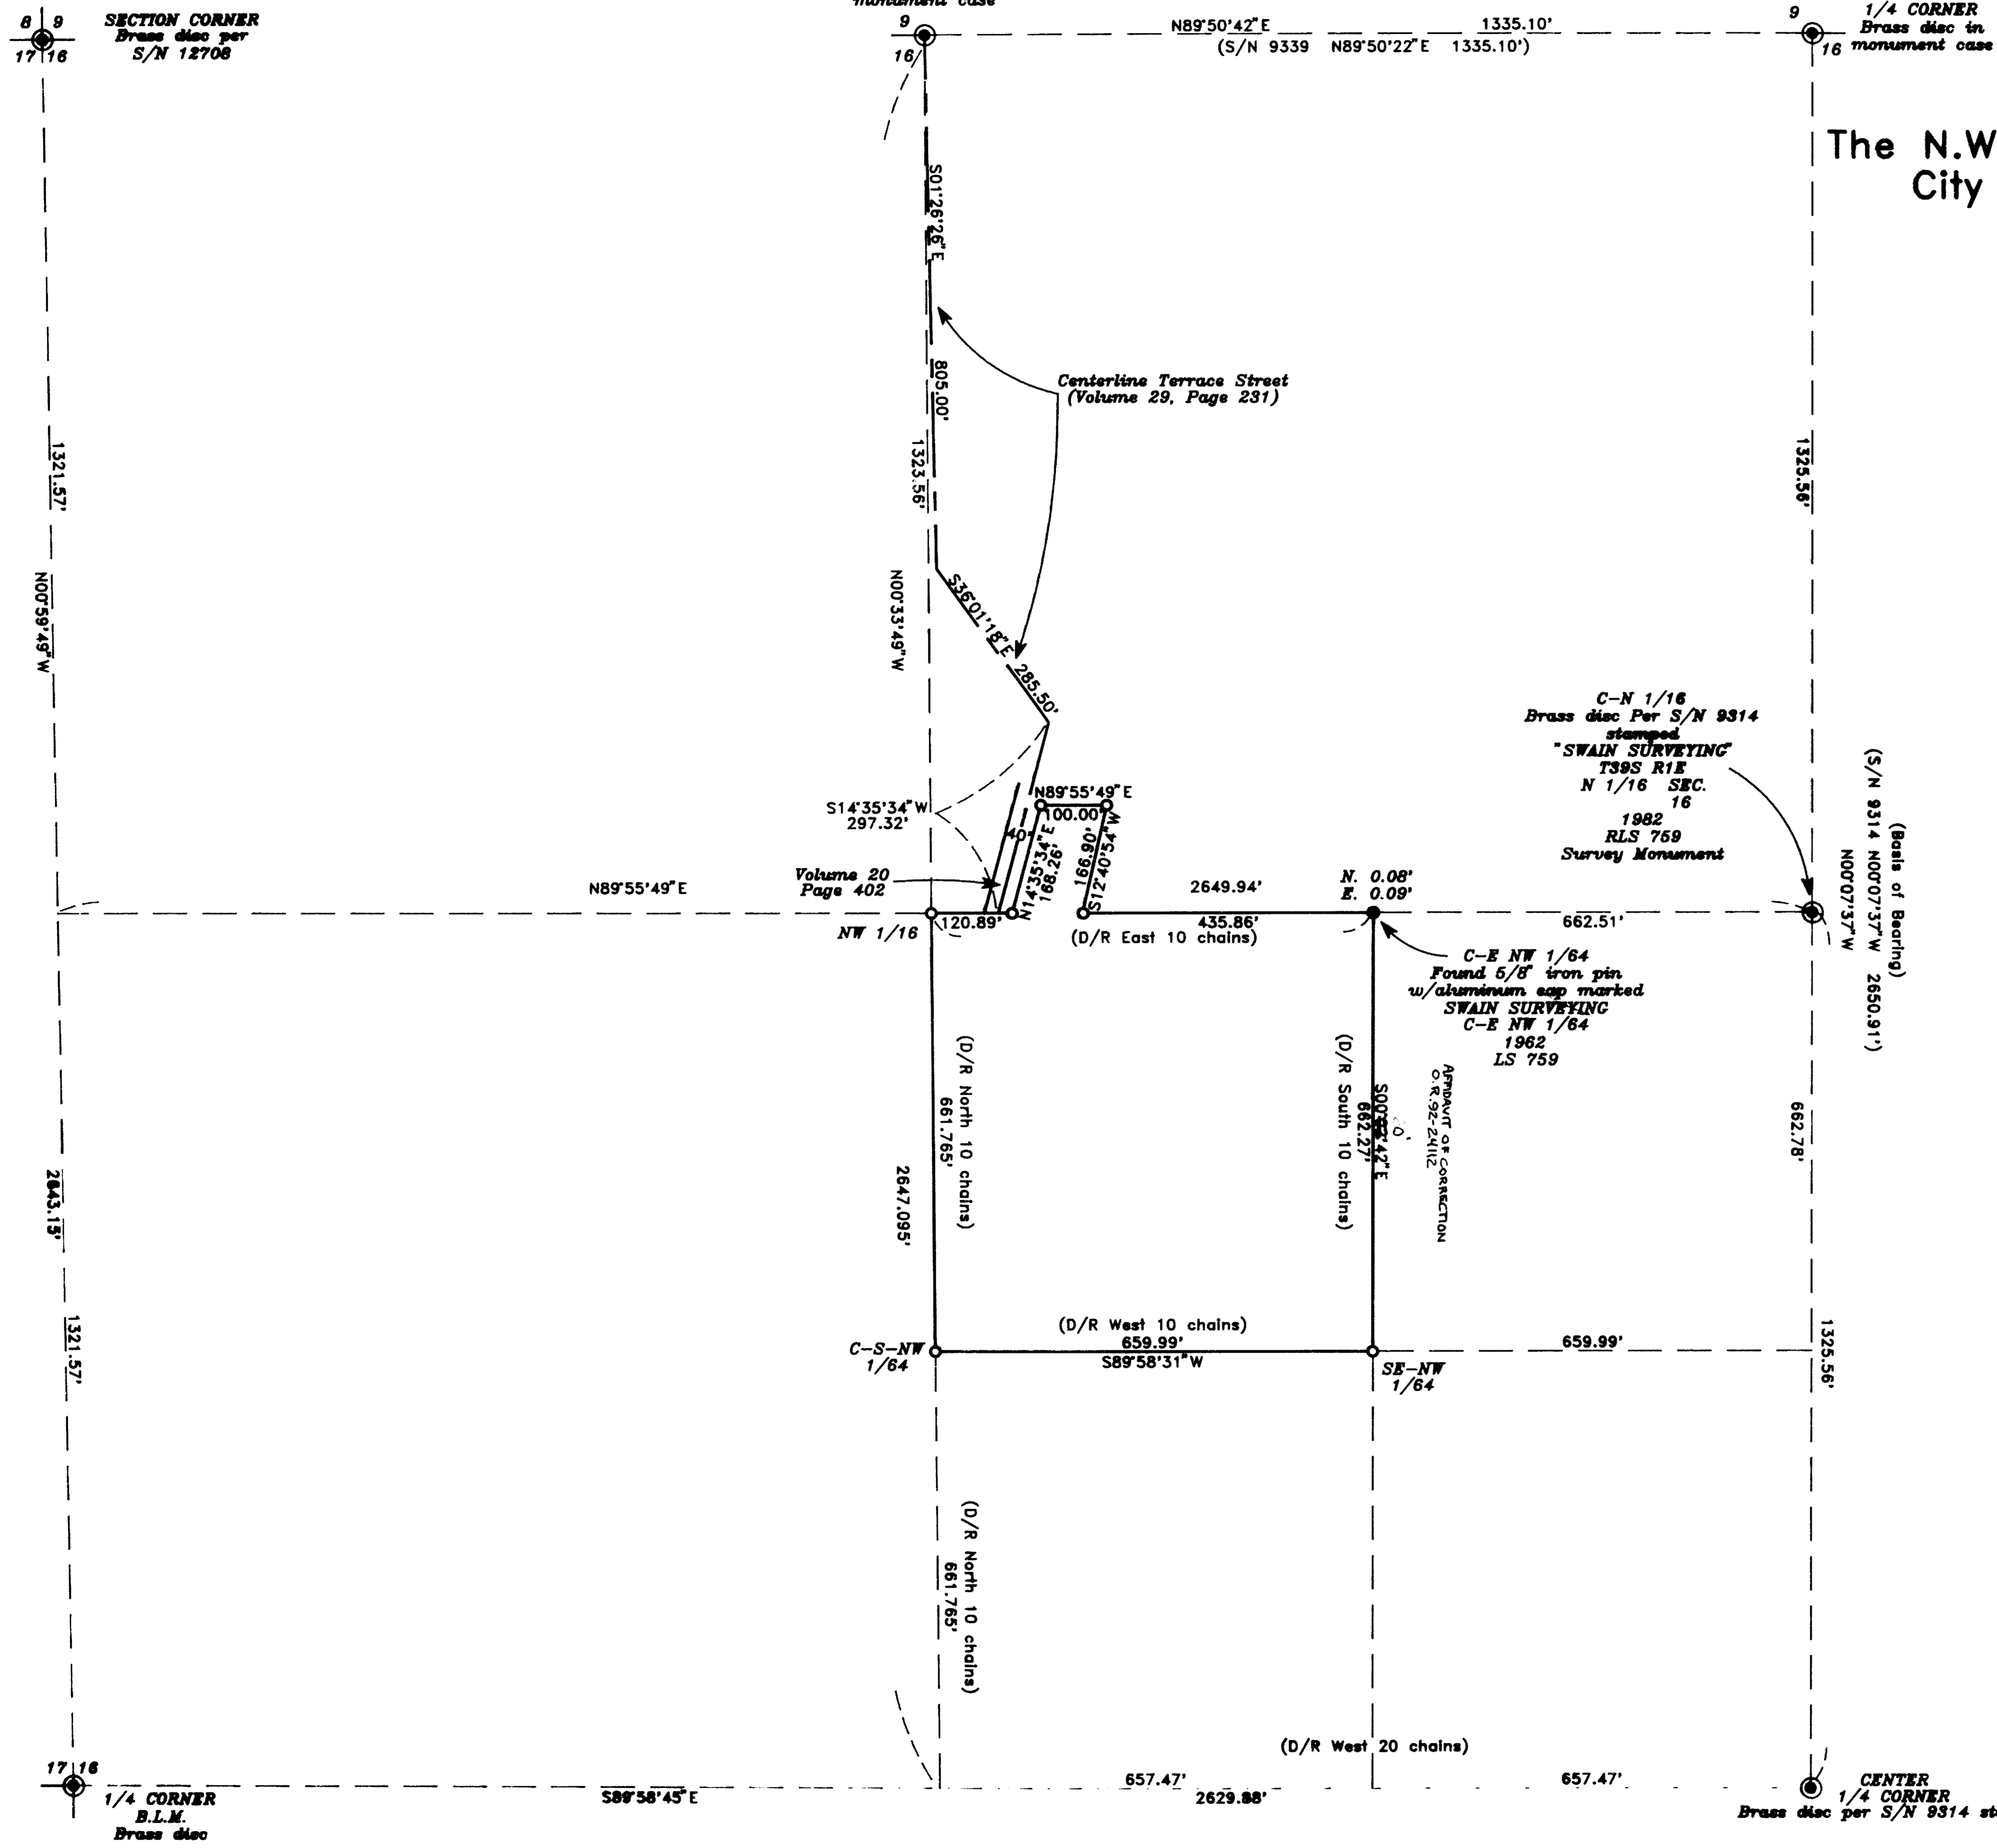 8 9
17 16
SECTION CORNER
Brass disc per
S/N 12708
monument case
9
16
N89°50'42"E 1335.10'
(S/N 9339 N89°50'22"E 1335.10')
9
16
1/4 CORNER
Brass disc in
monument case
The N.W
City
S01°26'26"E
805.00'
Centerline Terrace Street
(Volume 29, Page 231)
1321.57'
1323.56'
1325.56'
N00°59'49"W
N00°33'49"W
S36°01'18"E 285.50'
C-N 1/16
Brass disc Per S/N 9314
stamped
"SWAIN SURVEYING"
T39S R1E
N 1/16 SEC.
16
1982
RLS 759
Survey Monument
(Basis of Bearing)
(S/N 9314 N00°07'37"W 2650.91')
N00°07'37"W
S14°35'34"W
297.32'
N89°55'49"E
100.00'
40'
N14°35'34"E
168.26'
166.90'
S12°40'54"W
Volume 20
Page 402
N89°55'49"E
2649.94'
N. 0.08'
E. 0.09'
NW 1/16
120.89'
435.86'
(D/R East 10 chains)
662.51'
C-E NW 1/64
Found 5/8" iron pin
w/aluminum cap marked
SWAIN SURVEYING
C-E NW 1/64
1962
LS 759
(D/R North 10 chains)
661.765'
2647.095'
(D/R South 10 chains)
662.27'
AFFIDAVIT OF CORRECTION
O.R. 92-24112
662.78'
2643.15'
1321.57'
(D/R West 10 chains)
659.99'
S89°58'31"W
C-S-NW
1/64
SE-NW
1/64
659.99'
1325.56'
(D/R North 10 chains)
661.765'
(D/R West 20 chains)
17 16
1/4 CORNER
B.L.M.
Brass disc
S89°58'45"E
657.47'
2629.88'
657.47'
CENTER
1/4 CORNER
Brass disc per S/N 9314 st